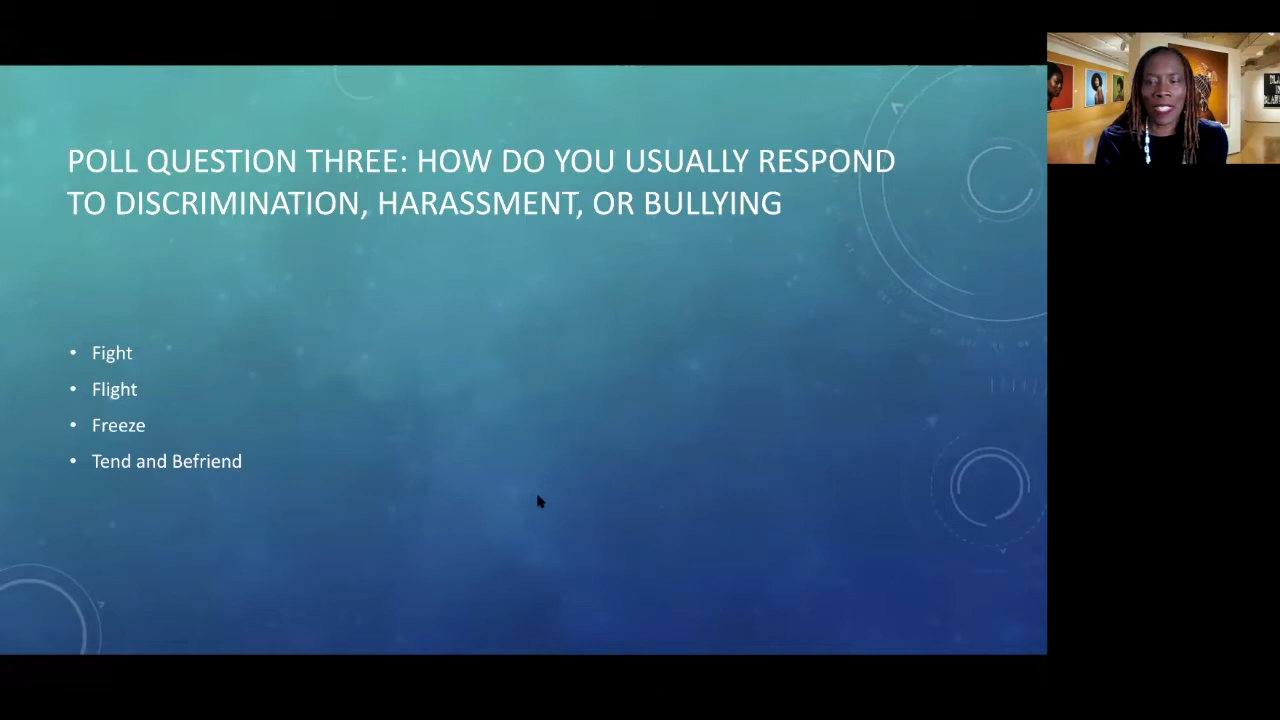 POLL QUESTION THREE: HOW DO YOU USUALLY RESPOND
TO DISCRIMINATION, HARASSMENT, OR BULLYING
• Fight
• Flight
• Freeze
• Tend and Befriend